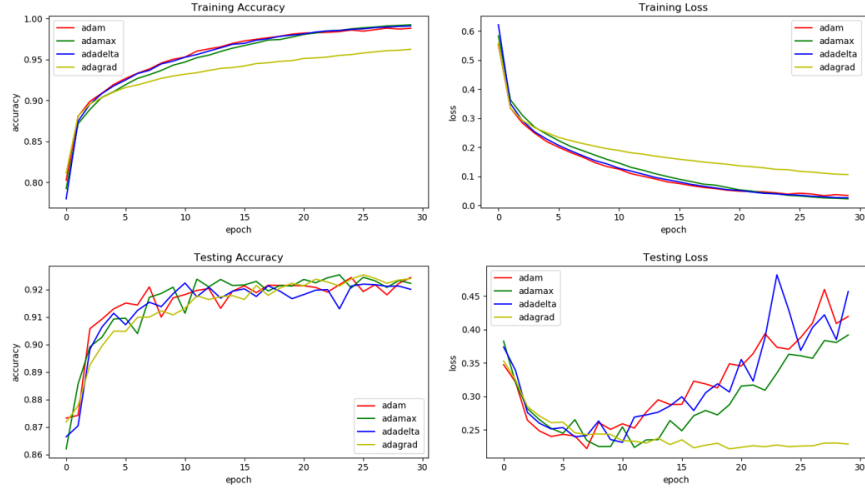 Training Accuracy
1.00
0.95
0.90
0.85
0.80
accuracy
adam
adamax
adadelta
adagrad
0
5
10
15
20
25
30
epoch
Training Loss
0.6
0.5
0.4
0.3
0.2
0.1
0.0
loss
adam
adamax
adadelta
adagrad
0
5
10
15
20
25
30
epoch
Testing Accuracy
0.92
0.91
0.90
0.89
0.88
0.87
0.86
accuracy
adam
adamax
adadelta
adagrad
0
5
10
15
20
25
30
epoch
Testing Loss
0.45
0.40
0.35
0.30
0.25
loss
adam
adamax
adadelta
adagrad
0
5
10
15
20
25
30
epoch